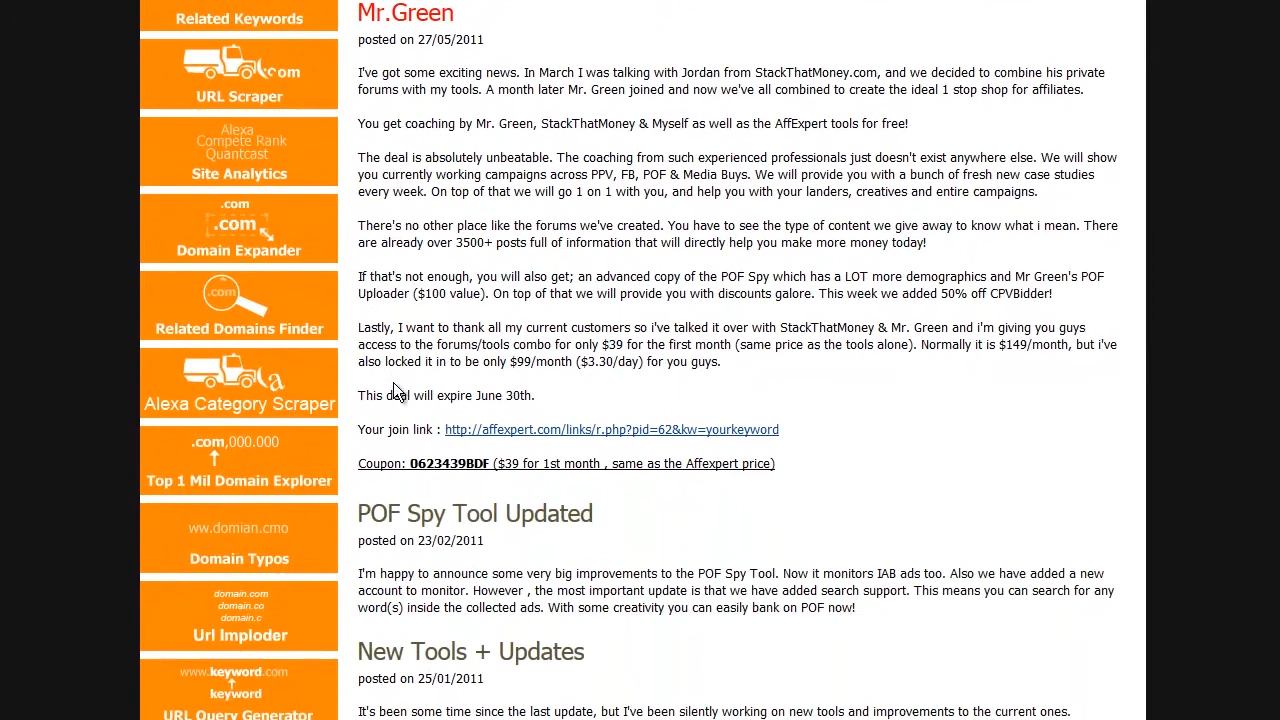 Related Keywords
.com
URL Scraper
Alexa
Compete Rank
Quantcast
Site Analytics
.com
.com
Domain Expander
.com
Related Domains Finder
a
Alexa Category Scraper
.com,000.000
Top 1 Mil Domain Explorer
ww.domian.cmo
Domain Typos
domain.com
domain.co
domain.c
Url Imploder
www.keyword.com
keyword
URL Query Generator
Mr.Green
posted on 27/05/2011
I've got some exciting news. In March I was talking with Jordan from StackThatMoney.com, and we decided to combine his private
forums with my tools. A month later Mr. Green joined and now we've all combined to create the ideal 1 stop shop for affiliates.
You get coaching by Mr. Green, StackThatMoney & Myself as well as the AffExpert tools for free!
The deal is absolutely unbeatable. The coaching from such experienced professionals just doesn't exist anywhere else. We will show
you currently working campaigns across PPV, FB, POF & Media Buys. We will provide you with a bunch of fresh new case studies
every week. On top of that we will go 1 on 1 with you, and help you with your landers, creatives and entire campaigns.
There's no other place like the forums we've created. You have to see the type of content we give away to know what i mean. There
are already over 3500+ posts full of information that will directly help you make more money today!
If that's not enough, you will also get; an advanced copy of the POF Spy which has a LOT more demographics and Mr Green's POF
Uploader ($100 value). On top of that we will provide you with discounts galore. This week we added 50% off CPVBidder!
Lastly, I want to thank all my current customers so i've talked it over with StackThatMoney & Mr. Green and i'm giving you guys
access to the forums/tools combo for only $39 for the first month (same price as the tools alone). Normally it is $149/month, but i've
also locked it in to be only $99/month ($3.30/day) for you guys.
This deal will expire June 30th.
Your join link : http://affexpert.com/links/r.php?pid=62&kw=yourkeyword
Coupon: 0623439BDF ($39 for 1st month , same as the Affexpert price)
POF Spy Tool Updated
posted on 23/02/2011
I'm happy to announce some very big improvements to the POF Spy Tool. Now it monitors IAB ads too. Also we have added a new
account to monitor. However , the most important update is that we have added search support. This means you can search for any
word(s) inside the collected ads. With some creativity you can easily bank on POF now!
New Tools + Updates
posted on 25/01/2011
It's been some time since the last update, but I've been silently working on new tools and improvements to the current ones.